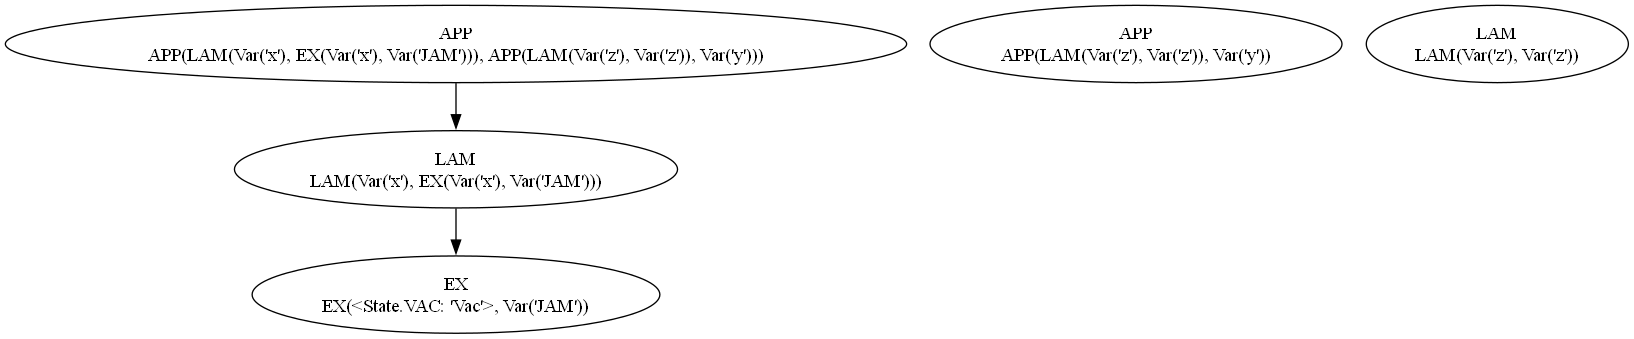 APP
APP(LAM(Var('x'), EX(Var('x'), Var('JAM'))), APP(LAM(Var('z'), Var('z')), Var('y')))
APP
APP(LAM(Var('z'), Var('z')), Var('y'))
LAM
LAM(Var('z'), Var('z'))
LAM
LAM(Var('x'), EX(Var('x'), Var('JAM')))
EX
EX(<State.VAC: 'Vac'>, Var('JAM'))